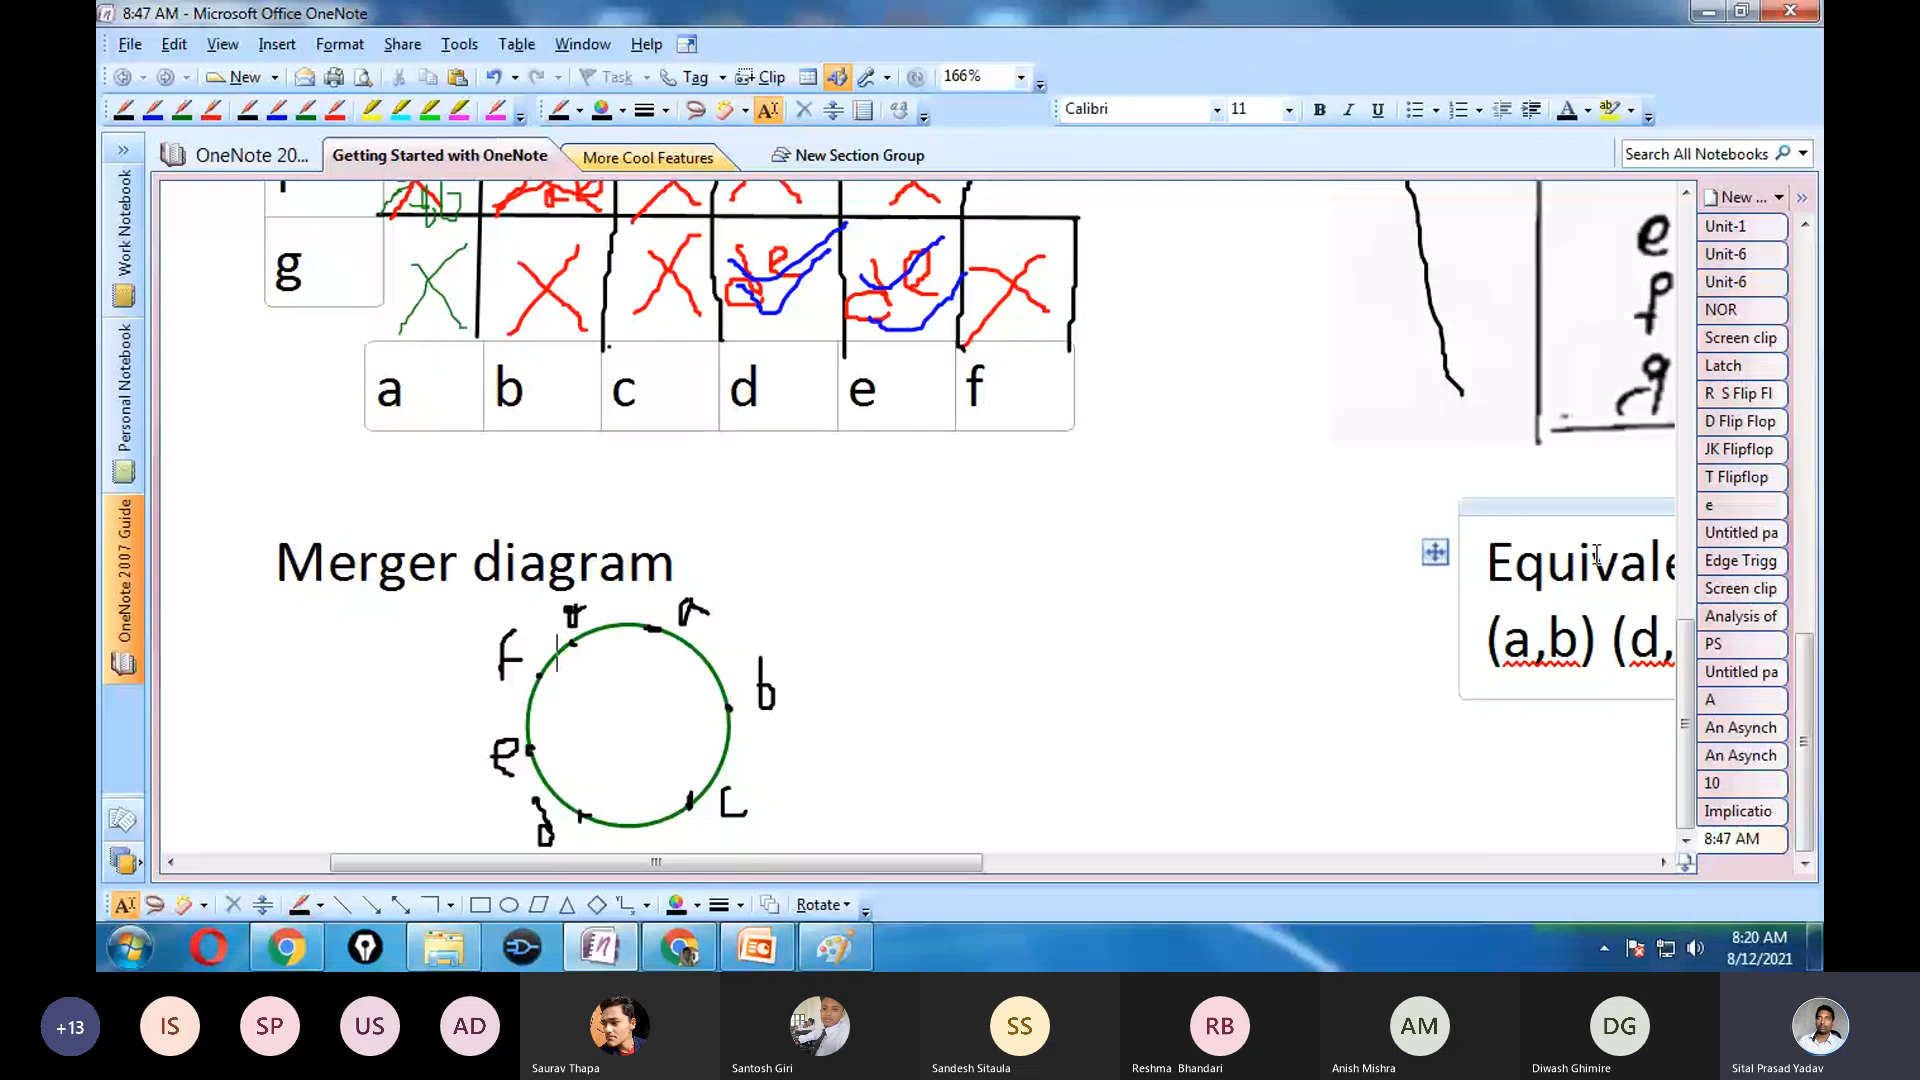 8:47 AM - Microsoft Office OneNote
File Edit View Insert Format Share Tools Table Window Help
New Task Tag Clip 166%
Calibri 11 B I U A ab
OneNote 20... Getting Started with OneNote More Cool Features New Section Group Search All Notebooks
Work Notebook
Personal Notebook
OneNote 2007 Guide
g
a b c d e f
e
f
g
Merger diagram
a
b
c
d
e
f
Equivale
(a,b) (d,
New ...
Unit-1
Unit-6
Unit-6
NOR
Screen clip
Latch
R S Flip Fl
D Flip Flop
JK Flipflop
T Flipflop
e
Untitled pa
Edge Trigg
Screen clip
Analysis of
PS
Untitled pa
A
An Asynch
An Asynch
10
Implicatio
8:47 AM
Rotate
8:20 AM
8/12/2021
+13 IS SP US AD SS RB AM DG
Saurav Thapa Santosh Giri Sandesh Sitaula Reshma Bhandari Anish Mishra Diwash Ghimire Sital Prasad Yadav